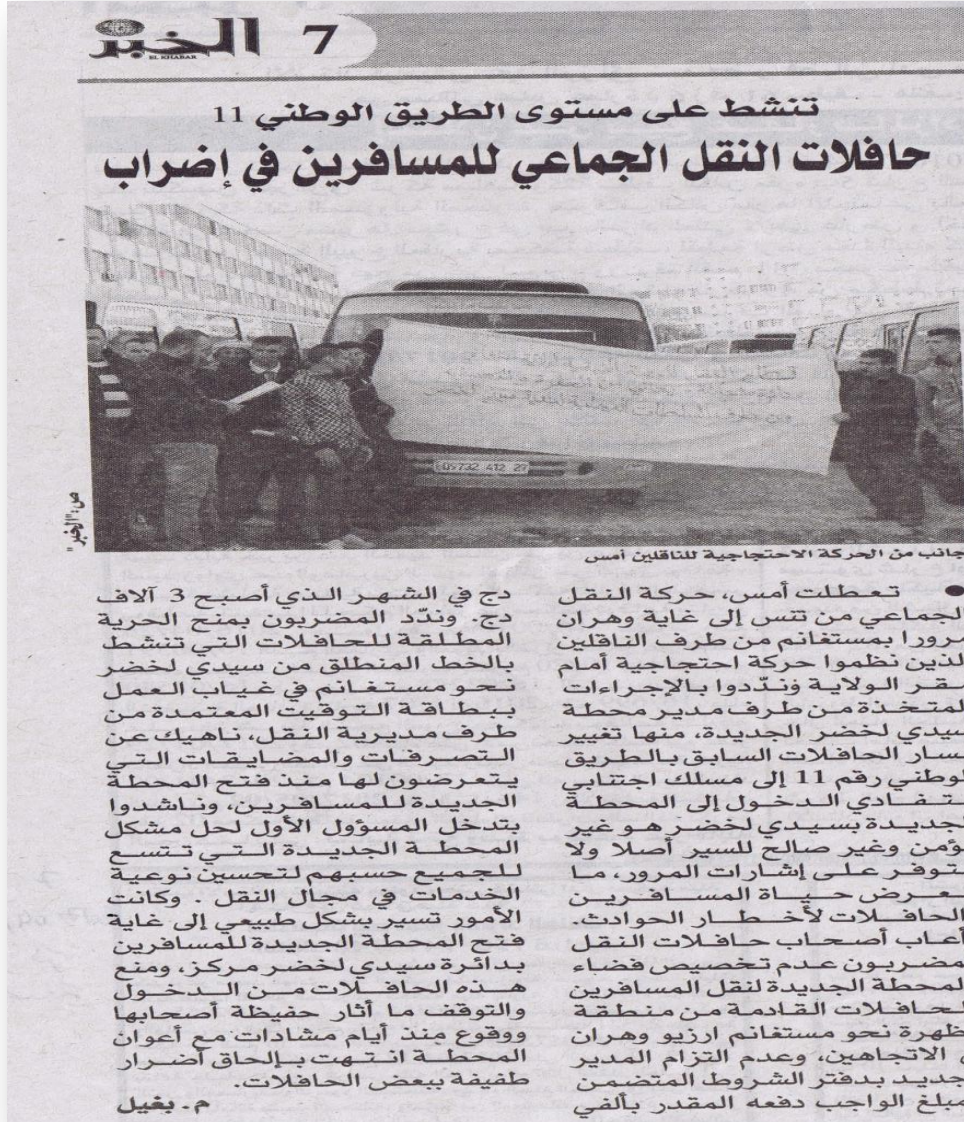 الخبر
EL KHABAR
7
تنشط على مستوى الطريق الوطني 11
حافلات النقل الجماعي للمسافرين في إضراب
412 27
ص: "الخبر"
جانب من الحركة الاحتجاجية للناقلين أمس
● تعطلت أمس، حركة النقل
الجماعي من تنس إلى غاية وهران
مرورا بمستغانم من طرف الناقلين
الذين نظموا حركة احتجاجية أمام
مقر الولاية ونددوا بالإجراءات
المتخذة من طرف مدير محطة
سيدي لخضر الجديدة، منها تغيير
مسار الحافلات السابق بالطريق
الوطني رقم 11 إلى مسلك اجتنابي
لتفادي الدخول إلى المحطة
الجديدة بسيدي لخضر هو غير
مؤمن وغير صالح للسير أصلا ولا
يتوفر على إشارات المرور، ما
يعرض حياة المسافرين
والحافلات لأخطار الحوادث.
وأعاب أصحاب حافلات النقل
المضربون عدم تخصيص فضاء
المحطة الجديدة لنقل المسافرين
للحافلات القادمة من منطقة
الظهرة نحو مستغانم ارزيو وهران
في الاتجاهين، وعدم التزام المدير
الجديد بدفتر الشروط المتضمن
مبلغ الواجب دفعه المقدر بألفي
دج في الشهر الذي أصبح 3 آلاف
دج. وندّد المضربون بمنح الحرية
المطلقة للحافلات التي تنشط
بالخط المنطلق من سيدي لخضر
نحو مستغانم في غياب العمل
ببطاقة التوقيت المعتمدة من
طرف مديرية النقل، ناهيك عن
التصرفات والمضايقات التي
يتعرضون لها منذ فتح المحطة
الجديدة للمسافرين، وناشدوا
بتدخل المسؤول الأول لحل مشكل
المحطة الجديدة التي تتسع
للجميع حسبهم لتحسين نوعية
الخدمات في مجال النقل. وكانت
الأمور تسير بشكل طبيعي إلى غاية
فتح المحطة الجديدة للمسافرين
بدائرة سيدي لخضر مركز، ومنع
هذه الحافلات من الدخول
والتوقف ما أثار حفيظة أصحابها
ووقوع منذ أيام مشادات مع أعوان
المحطة انتهت بإلحاق أضرار
طفيفة ببعض الحافلات.
م. بغيل